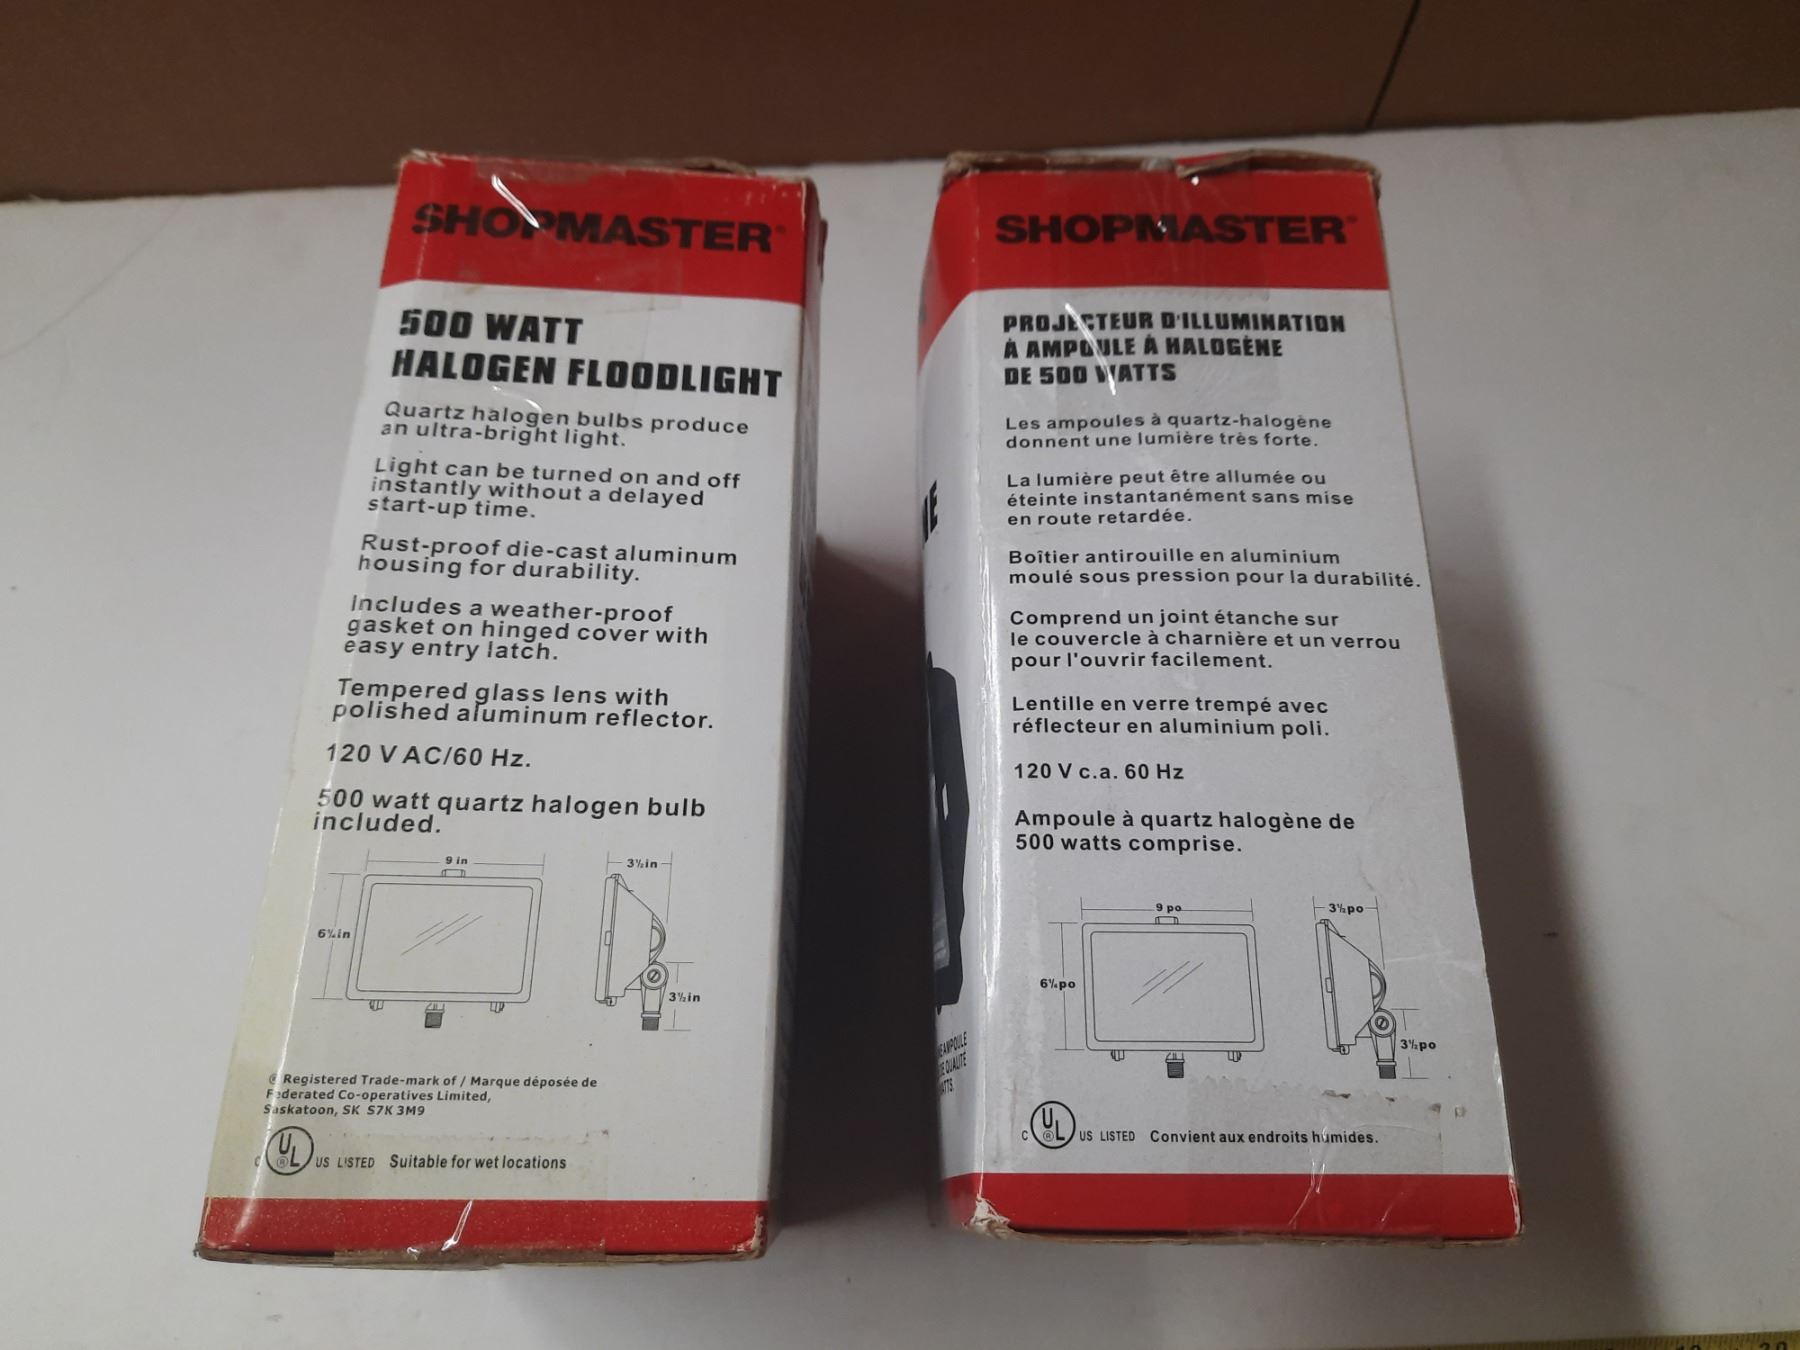 SHOPMASTER®
500 WATT
HALOGEN FLOODLIGHT
Quartz halogen bulbs produce
an ultra-bright light.
Light can be turned on and off
instantly without a delayed
start-up time.
Rust-proof die-cast aluminum
housing for durability.
Includes a weather-proof
gasket on hinged cover with
easy entry latch.
Tempered glass lens with
polished aluminum reflector.
120 V AC/60 Hz.
500 watt quartz halogen bulb
included.
9 in
3½in
6¼in
3½in
® Registered Trade-mark of / Marque déposée de
Federated Co-operatives Limited,
Saskatoon, SK S7K 3M9
C UL® US LISTED Suitable for wet locations
SHOPMASTER®
PROJECTEUR D'ILLUMINATION
À AMPOULE À HALOGÈNE
DE 500 WATTS
Les ampoules à quartz-halogène
donnent une lumière très forte.
La lumière peut être allumée ou
éteinte instantanément sans mise
en route retardée.
Boîtier antirouille en aluminium
moulé sous pression pour la durabilité.
Comprend un joint étanche sur
le couvercle à charnière et un verrou
pour l'ouvrir facilement.
Lentille en verre trempé avec
réflecteur en aluminium poli.
120 V c.a. 60 Hz
Ampoule à quartz halogène de
500 watts comprise.
9 po
3½po
6¼po
3½po
C UL® US LISTED Convient aux endroits humides.
AMPOULE
QUALITÉ